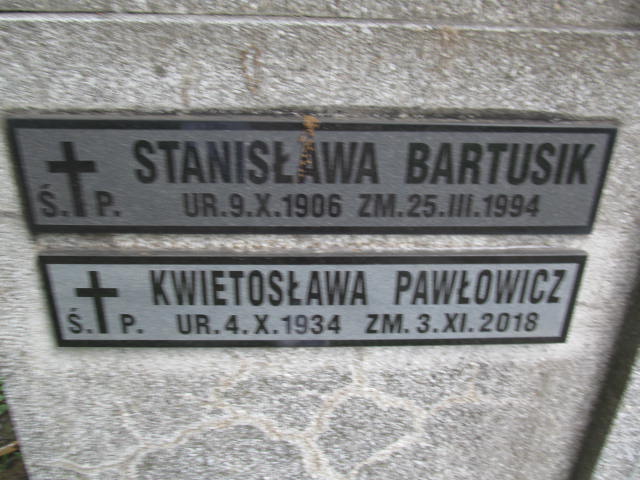 STANISŁAWA BARTUSIK
Ś. P. UR.9.X.1906 ZM.25.III.1994
KWIETOSŁAWA PAWŁOWICZ
Ś. P. UR.4.X.1934 ZM.3.XI.2018